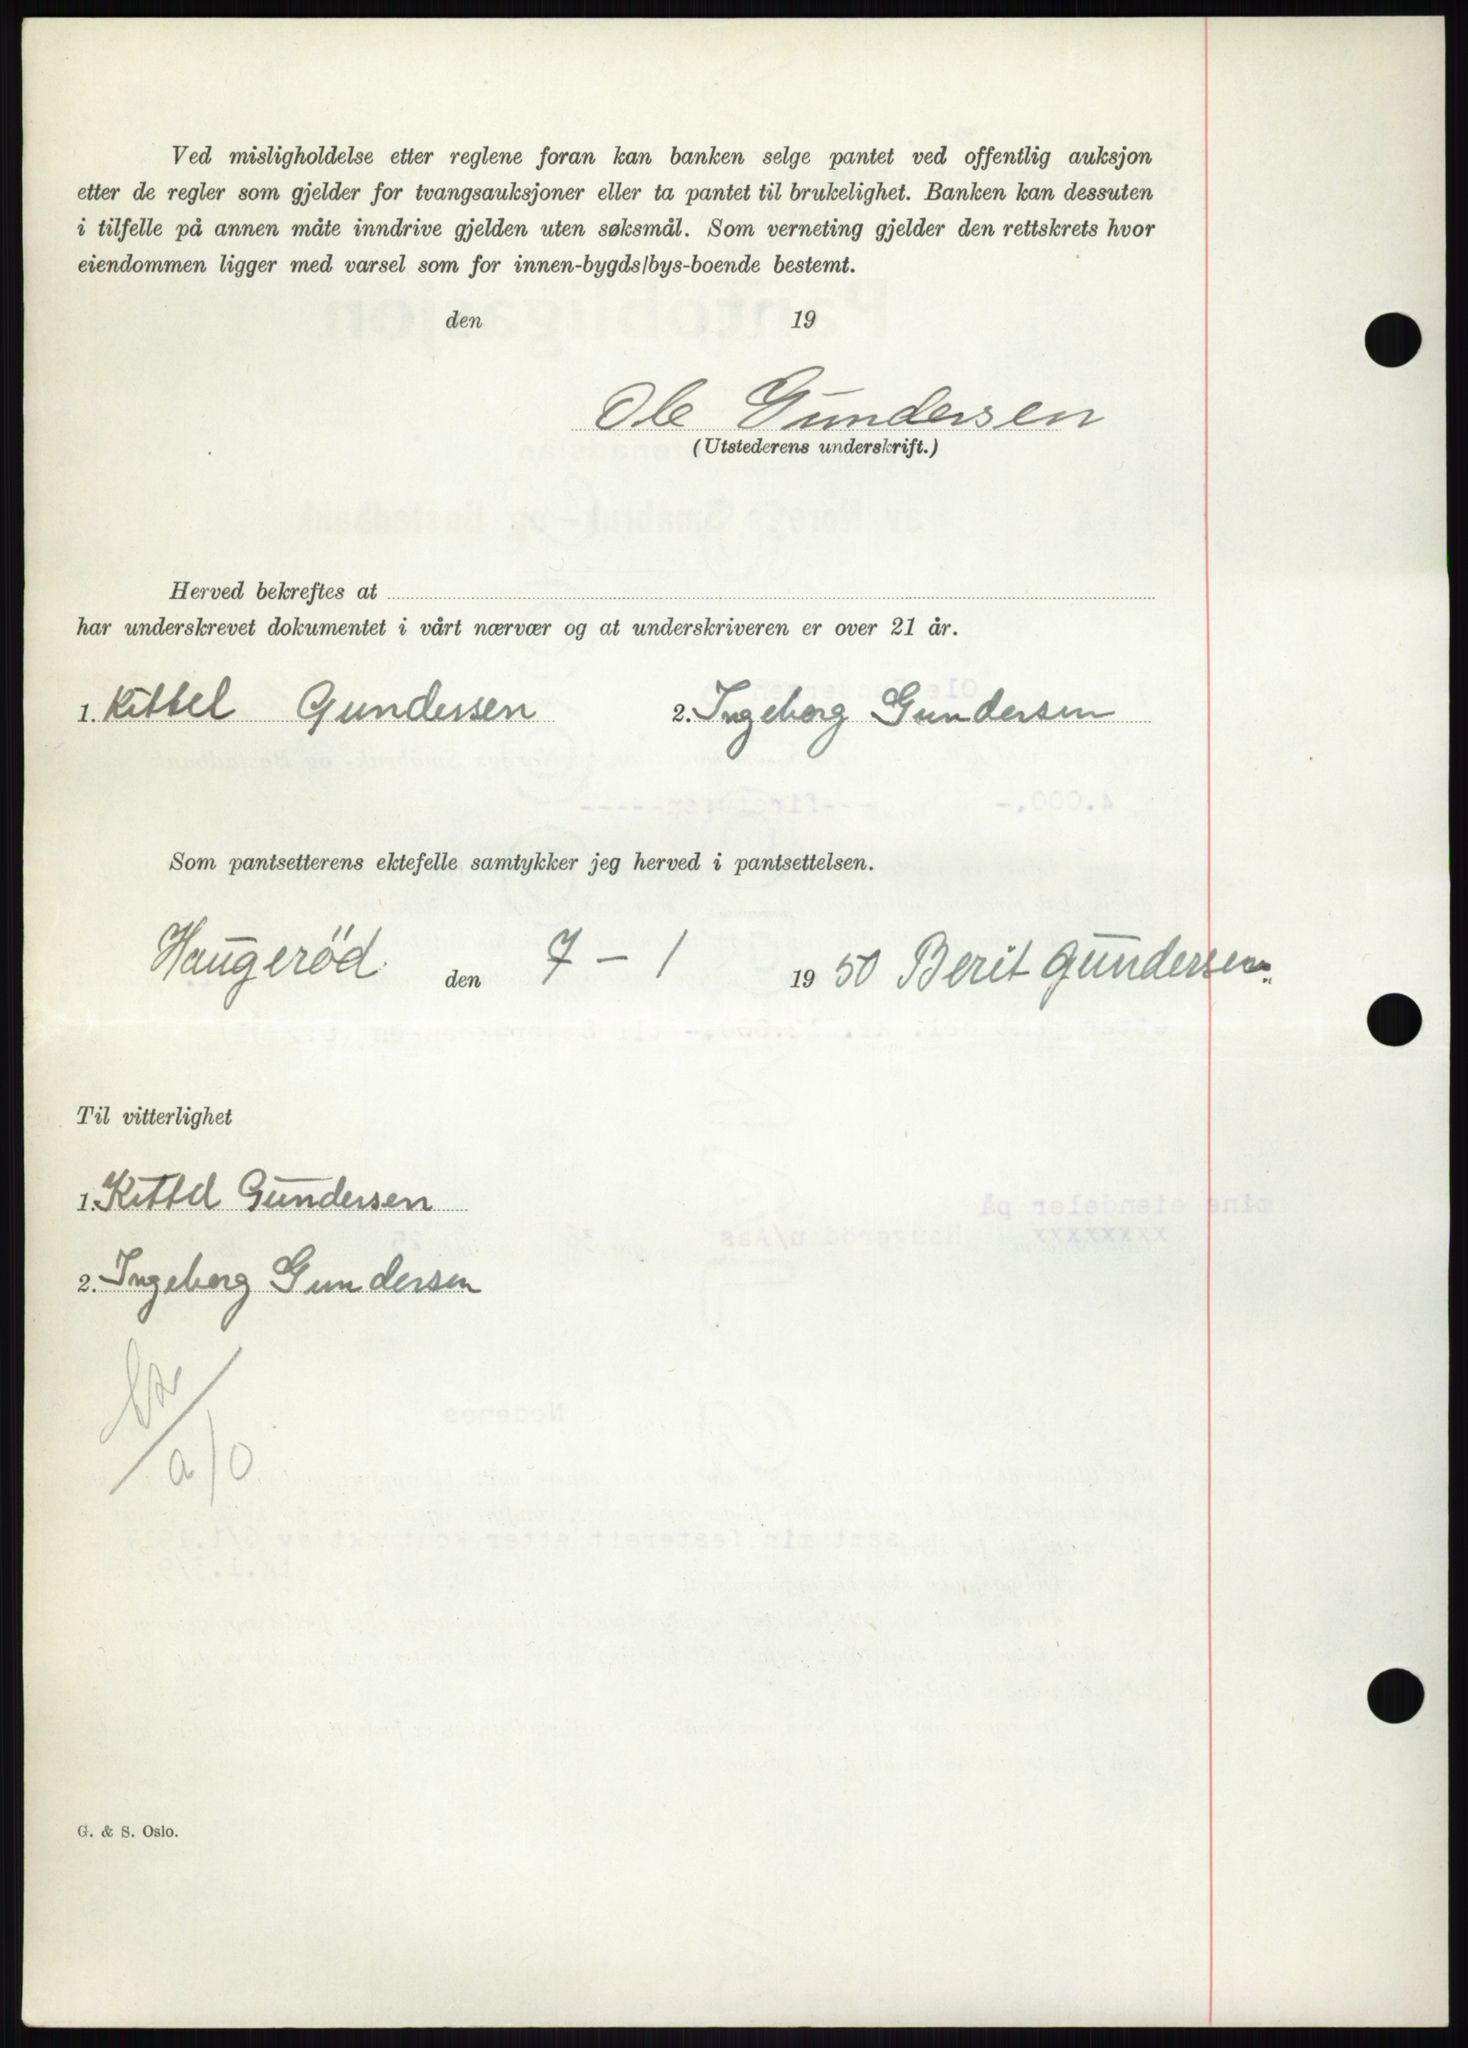 Ved misligholdelse etter reglene foran kan banken selge pantet ved offentlig auksjon
etter de regler som gjelder for tvangsauksjoner eller ta pantet til brukelighet. Banken kan dessuten
i tilfelle på annen måte inndrive gjelden uten søksmål. Som verneting gjelder den rettskrets hvor
eiendommen ligger med varsel som for innen-bygds/bys-boende bestemt.
den 19
Ole Gundersen
(Utstederens underskrift.)
Herved bekreftes at
har underskrevet dokumentet i vårt nærvær og at underskriveren er over 21 år.
1. Kittel Gundersen 2. Ingeborg Gundersen
Som pantsetterens ektefelle samtykker jeg herved i pantsettelsen.
Haugerød den 7 - 1 1950 Berit Gundersen.
Til vitterlighet
1. Kittel Gundersen
2. Ingeborg Gundersen
G. & S. Oslo.